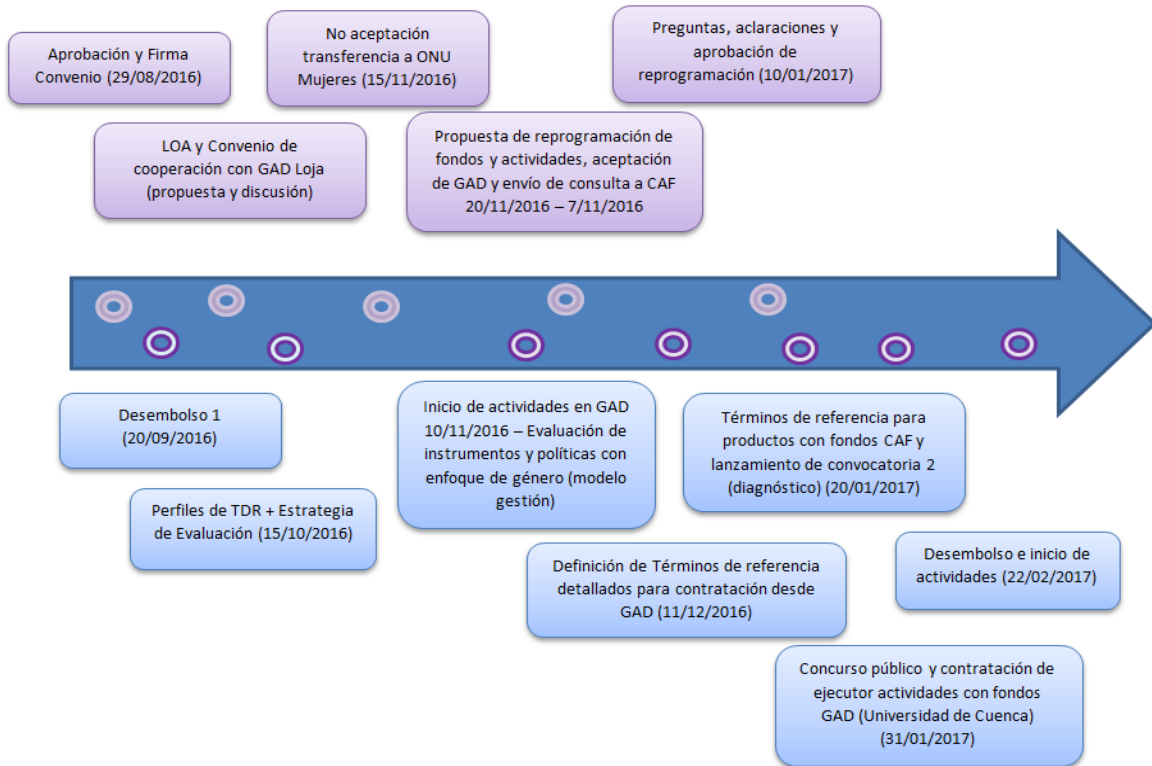 Aprobación y Firma
Convenio (29/08/2016)
No aceptación
transferencia a ONU
Mujeres (15/11/2016)
Preguntas, aclaraciones y
aprobación de
reprogramación (10/01/2017)
LOA y Convenio de
cooperación con GAD Loja
(propuesta y discusión)
Propuesta de reprogramación de
fondos y actividades, aceptación
de GAD y envío de consulta a CAF
20/11/2016 – 7/11/2016
Desembolso 1
(20/09/2016)
Inicio de actividades en GAD
10/11/2016 – Evaluación de
instrumentos y políticas con
enfoque de género (modelo
gestión)
Términos de referencia para
productos con fondos CAF y
lanzamiento de convocatoria 2
(diagnóstico) (20/01/2017)
Perfiles de TDR + Estrategia
de Evaluación (15/10/2016)
Definición de Términos de referencia
detallados para contratación desde
GAD (11/12/2016)
Desembolso e inicio de
actividades (22/02/2017)
Concurso público y contratación de
ejecutor actividades con fondos
GAD (Universidad de Cuenca)
(31/01/2017)